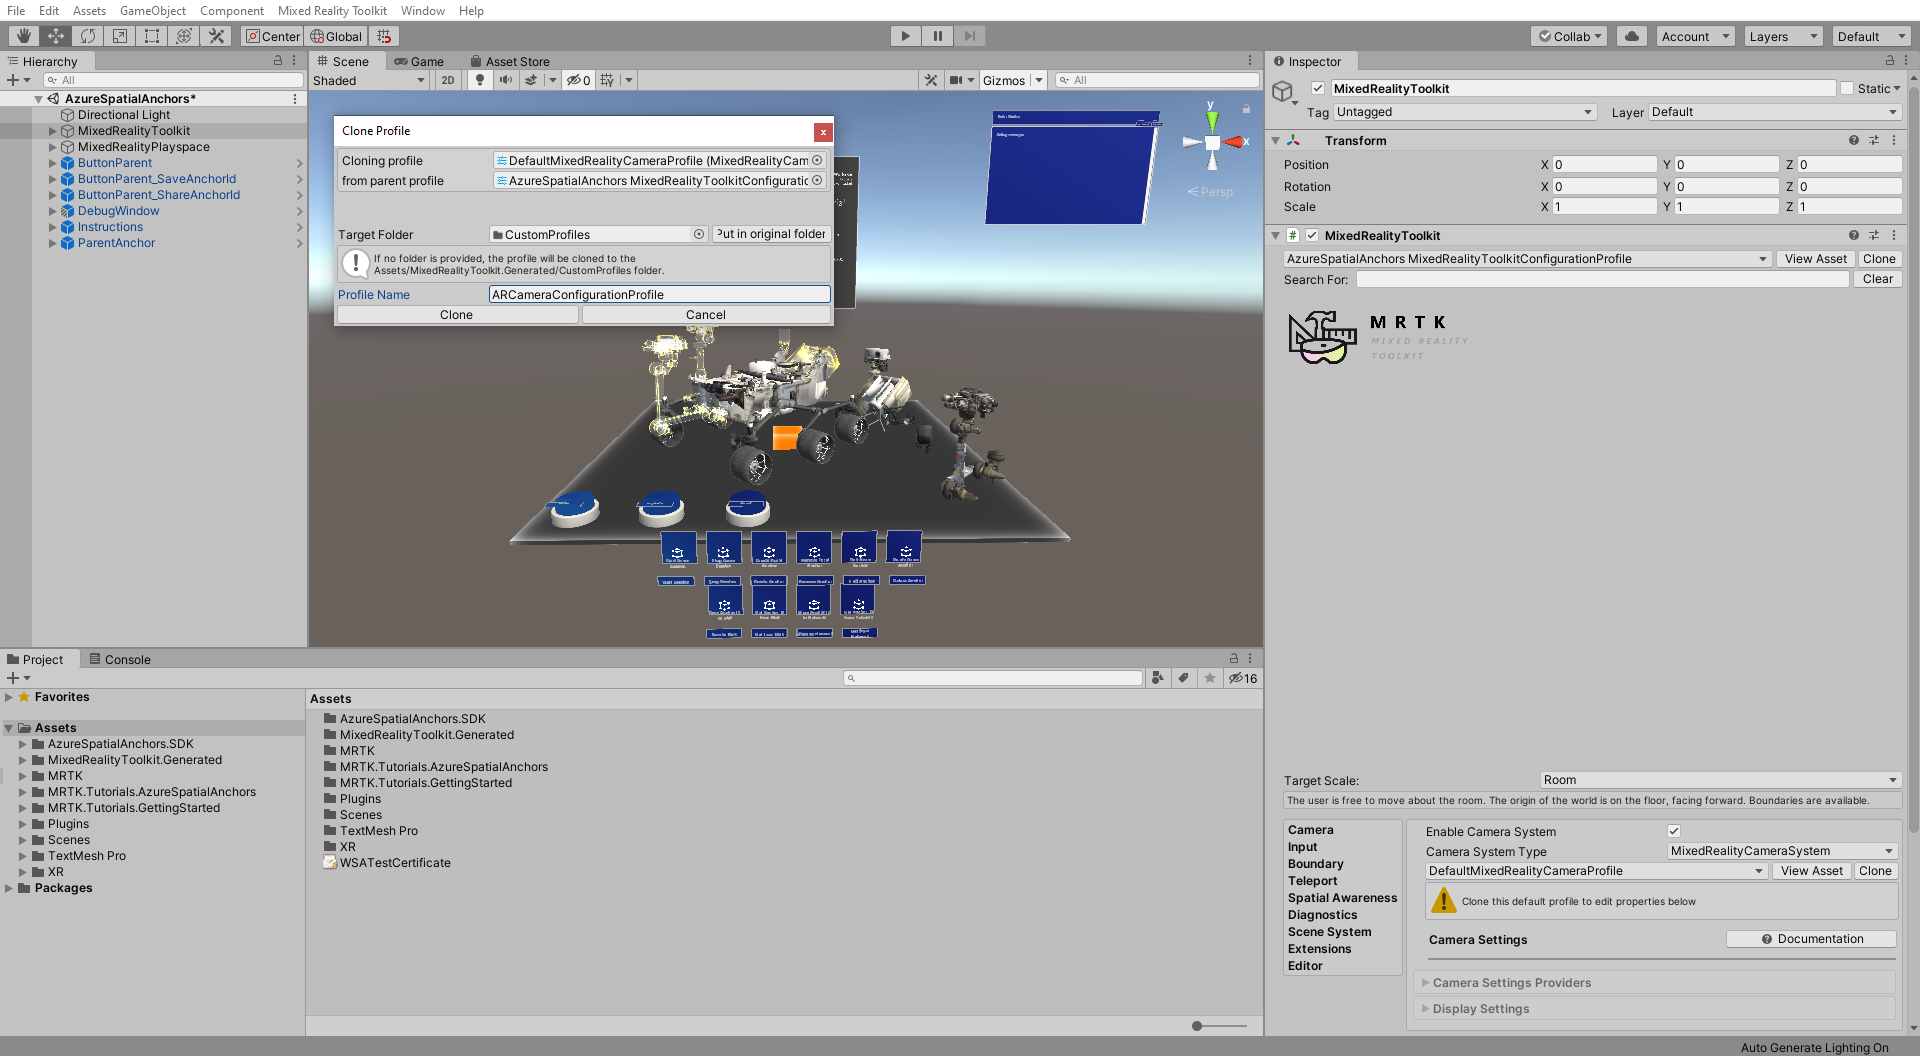 File Edit Assets GameObject Component Mixed Reality Toolkit Window Help
Center Global
Collab Account Layers Default
Hierarchy
All
AzureSpatialAnchors*
Directional Light
MixedRealityToolkit
MixedRealityPlayspace
ButtonParent
ButtonParent_SaveAnchorId
ButtonParent_ShareAnchorId
DebugWindow
Instructions
ParentAnchor
Scene Game Asset Store
Shaded 2D 0 Gizmos All
y
x
Persp
Clone Profile
x
Cloning profile DefaultMixedRealityCameraProfile (MixedRealityCam
from parent profile AzureSpatialAnchors MixedRealityToolkitConfiguratio
Target Folder CustomProfiles Put in original folder
If no folder is provided, the profile will be cloned to the
Assets/MixedRealityToolkit.Generated/CustomProfiles folder.
Profile Name ARCameraConfigurationProfile
Clone Cancel
Project Console
16
Favorites
Assets
AzureSpatialAnchors.SDK
MixedRealityToolkit.Generated
MRTK
MRTK.Tutorials.AzureSpatialAnchors
MRTK.Tutorials.GettingStarted
Plugins
Scenes
TextMesh Pro
XR
Packages
Assets
AzureSpatialAnchors.SDK
MixedRealityToolkit.Generated
MRTK
MRTK.Tutorials.AzureSpatialAnchors
MRTK.Tutorials.GettingStarted
Plugins
Scenes
TextMesh Pro
XR
WSATestCertificate
Inspector
MixedRealityToolkit Static
Tag Untagged Layer Default
Transform
Position X 0 Y 0 Z 0
Rotation X 0 Y 0 Z 0
Scale X 1 Y 1 Z 1
# MixedRealityToolkit
AzureSpatialAnchors MixedRealityToolkitConfigurationProfile View Asset Clone
Search For: Clear
MRTK
MIXED REALITY
TOOLKIT
Target Scale: Room
The user is free to move about the room. The origin of the world is on the floor, facing forward. Boundaries are available.
Camera
Input
Boundary
Teleport
Spatial Awareness
Diagnostics
Scene System
Extensions
Editor
Enable Camera System
Camera System Type MixedRealityCameraSystem
DefaultMixedRealityCameraProfile View Asset Clone
Clone this default profile to edit properties below
Camera Settings Documentation
Camera Settings Providers
Display Settings
Auto Generate Lighting On